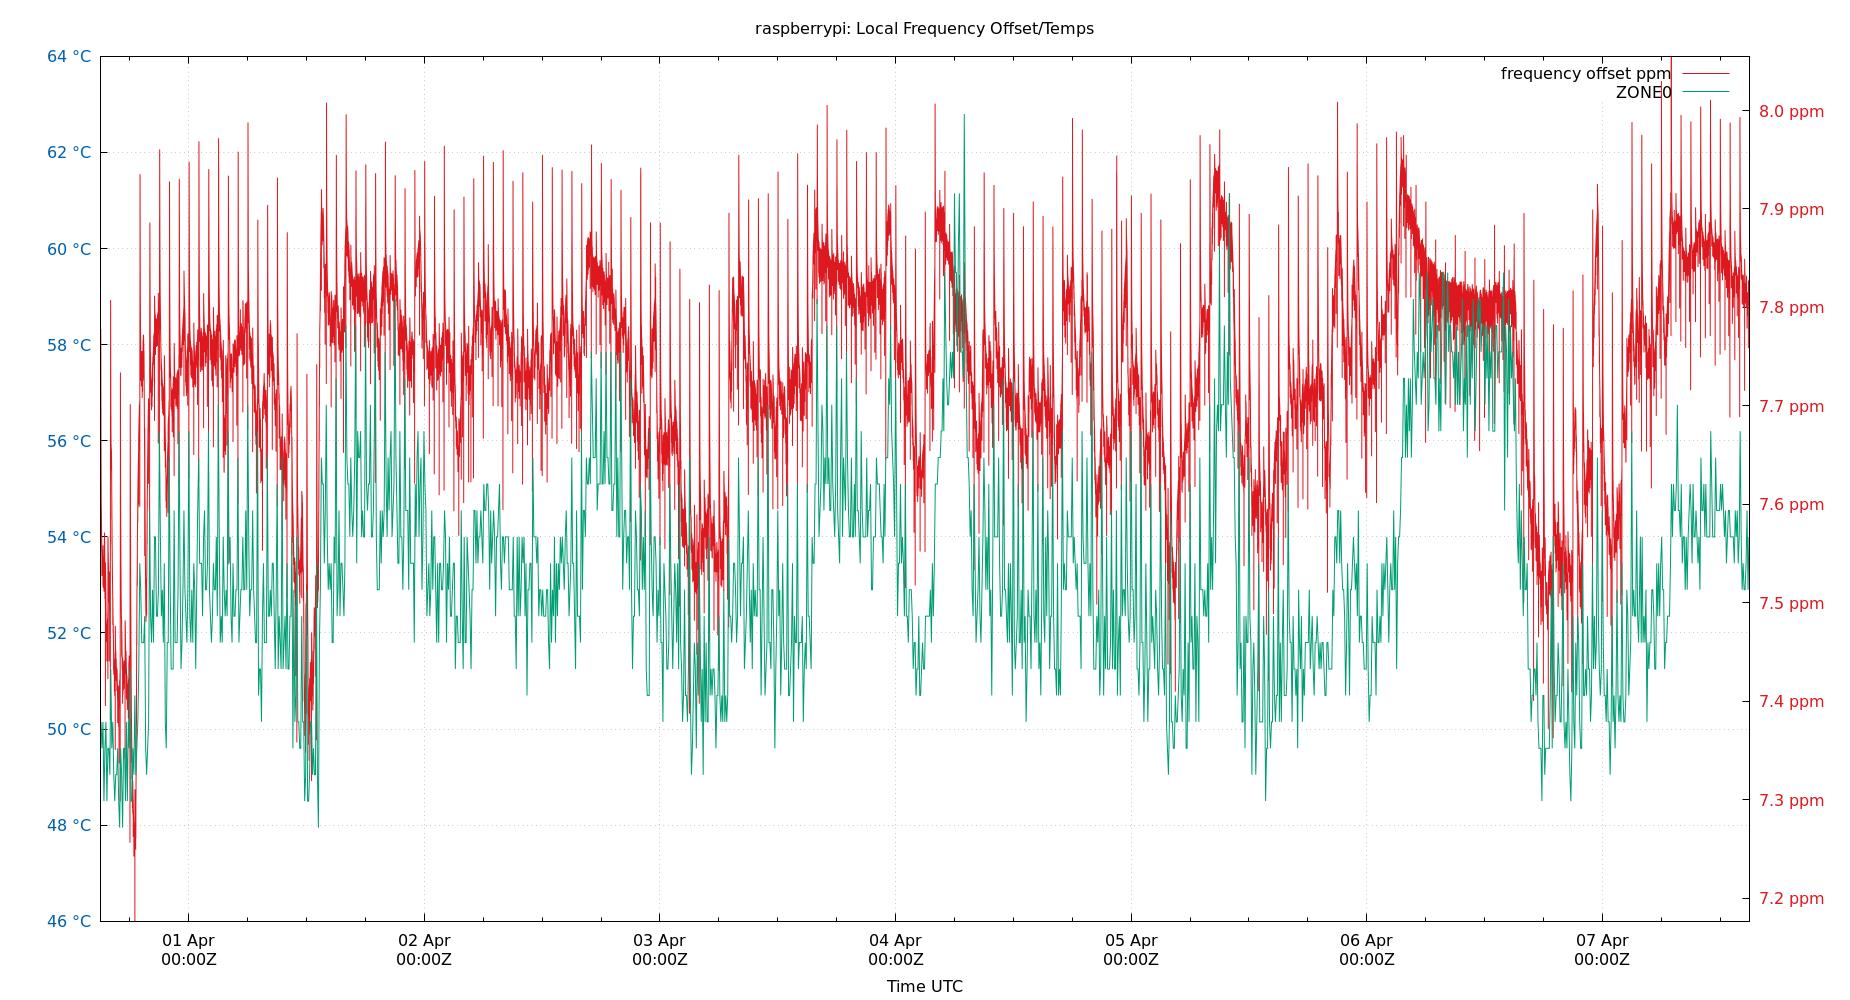 raspberrypi: Local Frequency Offset/Temps
64 °C
62 °C
60 °C
58 °C
56 °C
54 °C
52 °C
50 °C
48 °C
46 °C
frequency offset ppm
ZONE0
8.0 ppm
7.9 ppm
7.8 ppm
7.7 ppm
7.6 ppm
7.5 ppm
7.4 ppm
7.3 ppm
7.2 ppm
01 Apr
00:00Z
02 Apr
00:00Z
03 Apr
00:00Z
04 Apr
00:00Z
05 Apr
00:00Z
06 Apr
00:00Z
07 Apr
00:00Z
Time UTC